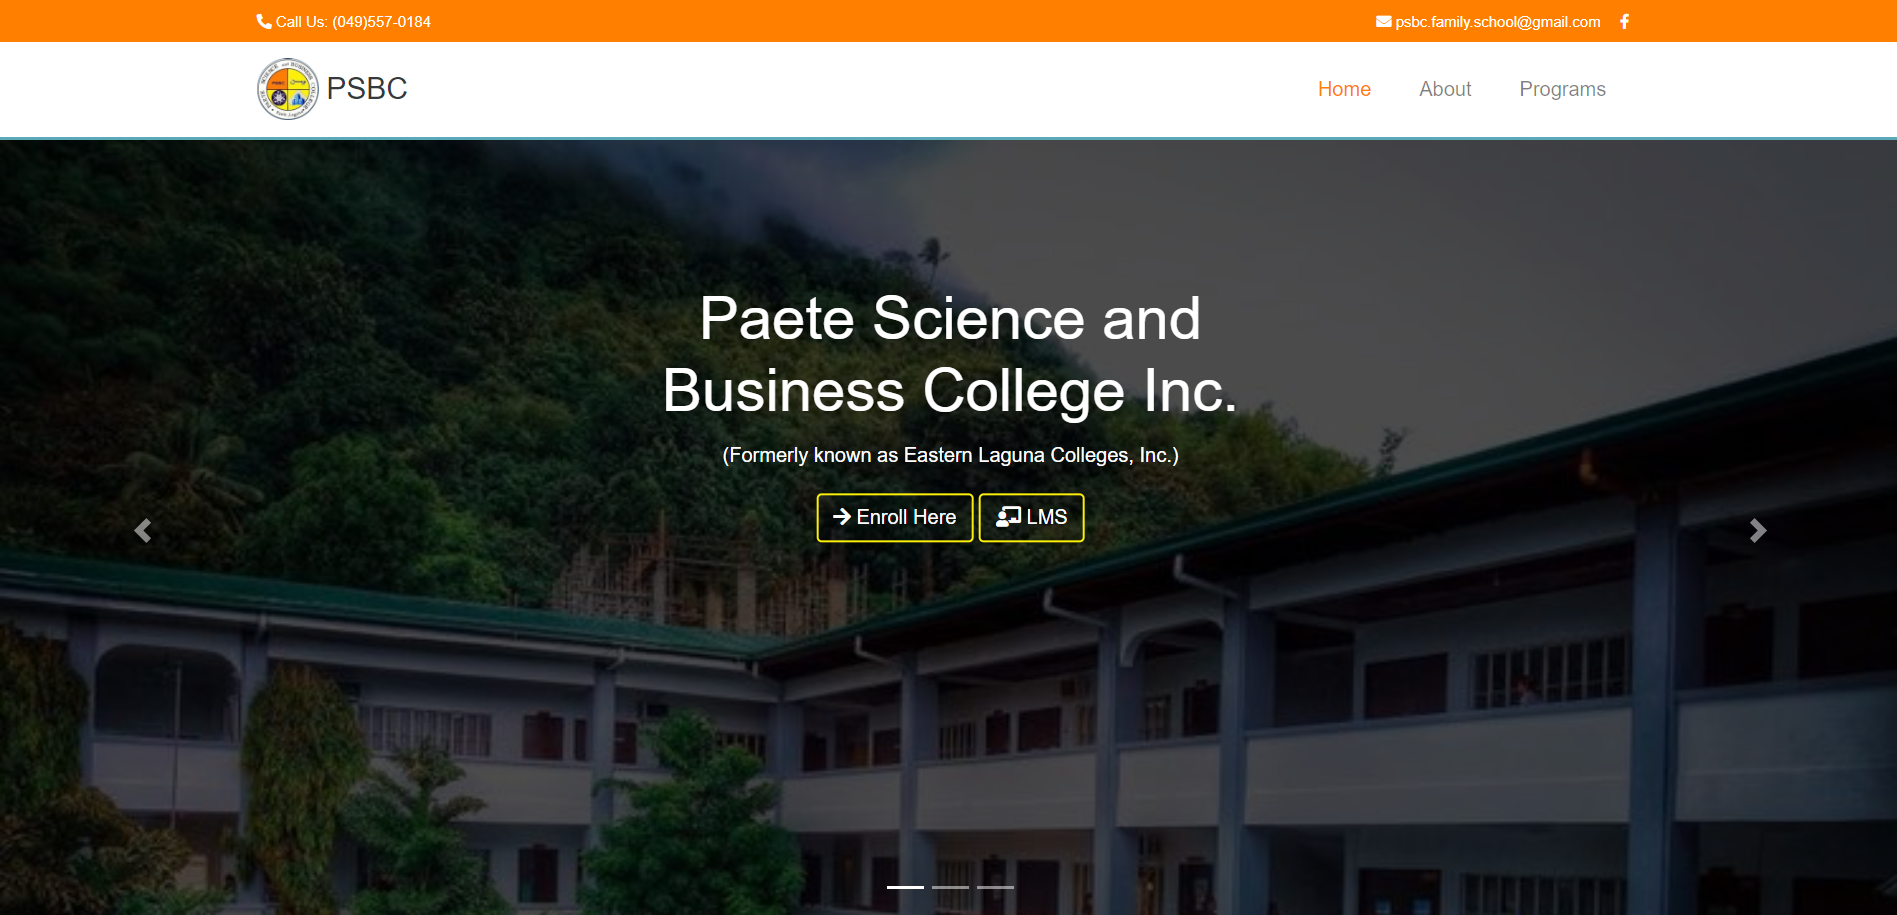 Call Us: (049)557-0184
psbc.family.school@gmail.com
PSBC
Home
About
Programs
Paete Science and
Business College Inc.
(Formerly known as Eastern Laguna Colleges, Inc.)
Enroll Here
LMS